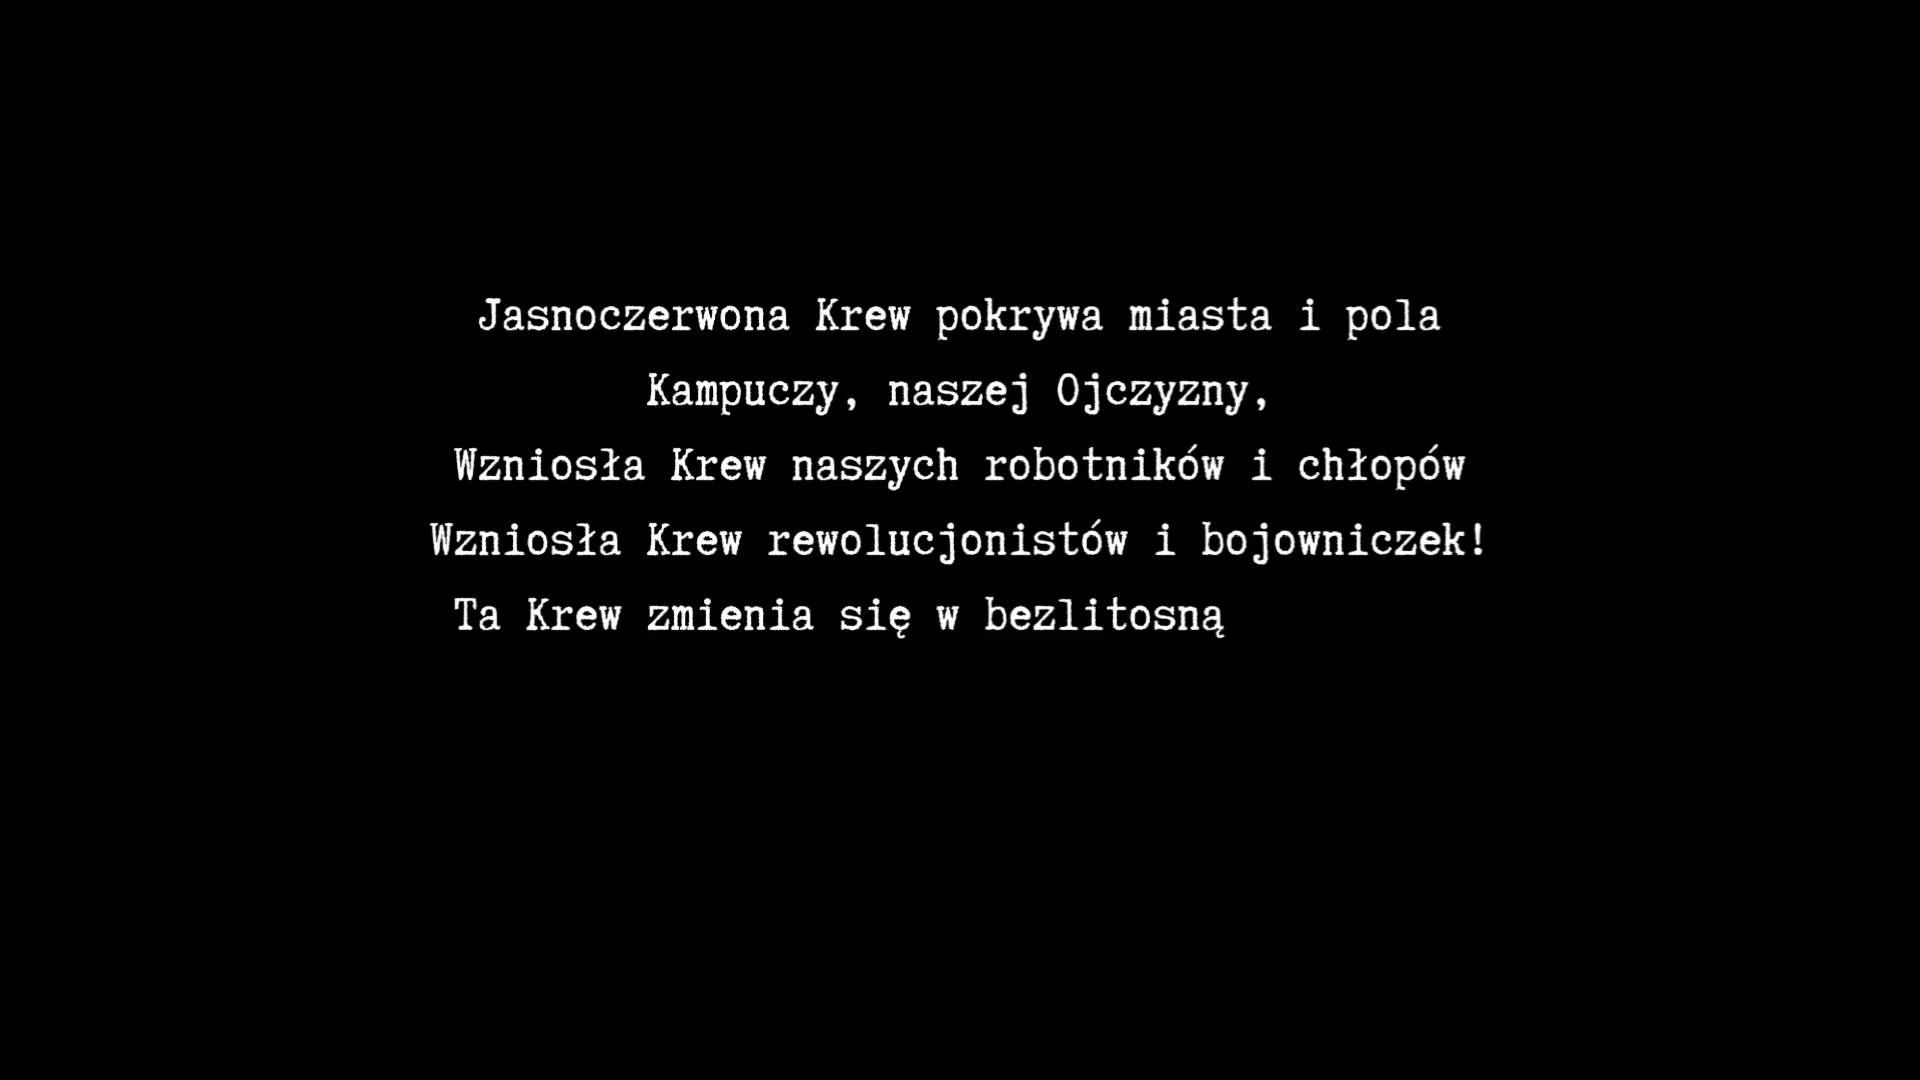 Jasnoczerwona Krew pokrywa miasta i pola
Kampuczy, naszej Ojczyzny,
Wzniosła Krew naszych robotników i chłopów
Wzniosła Krew rewolucjonistów i bojowniczek!
Ta Krew zmienia się w bezlitosną